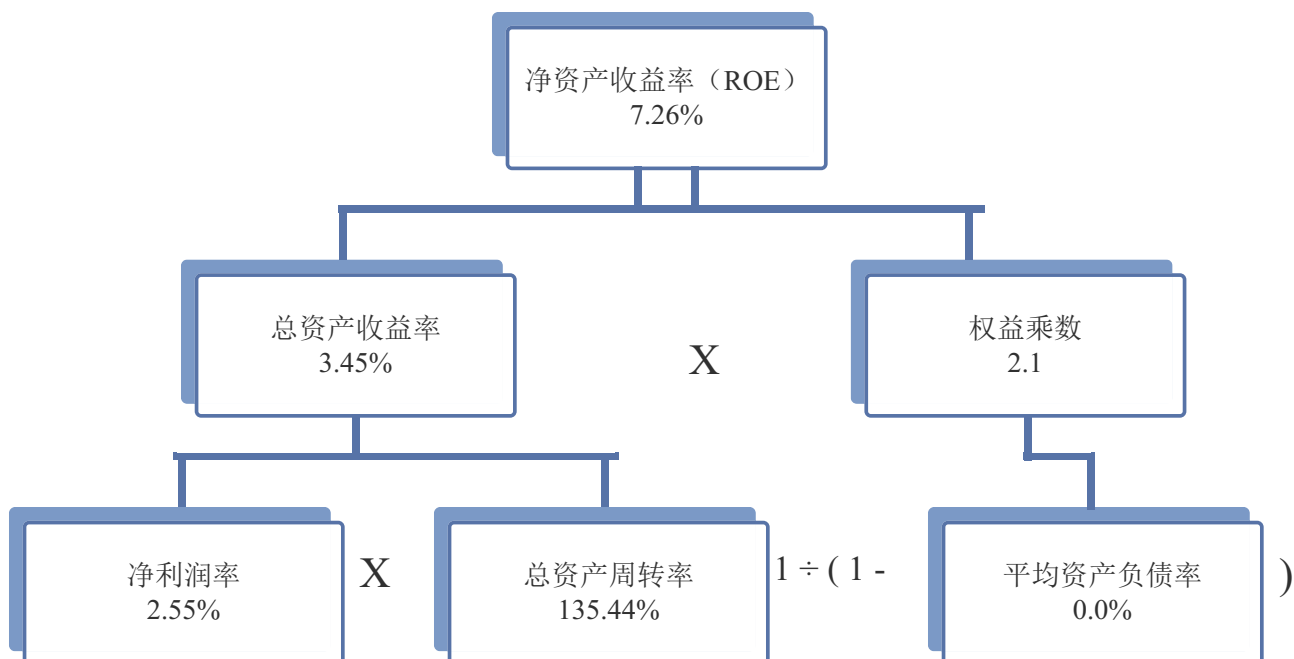 净资产收益率（ROE）
7.26%
总资产收益率
3.45%
X
权益乘数
2.1
净利润率
2.55%
X
总资产周转率
135.44%
1 ÷ ( 1 -
平均资产负债率
0.0%
)